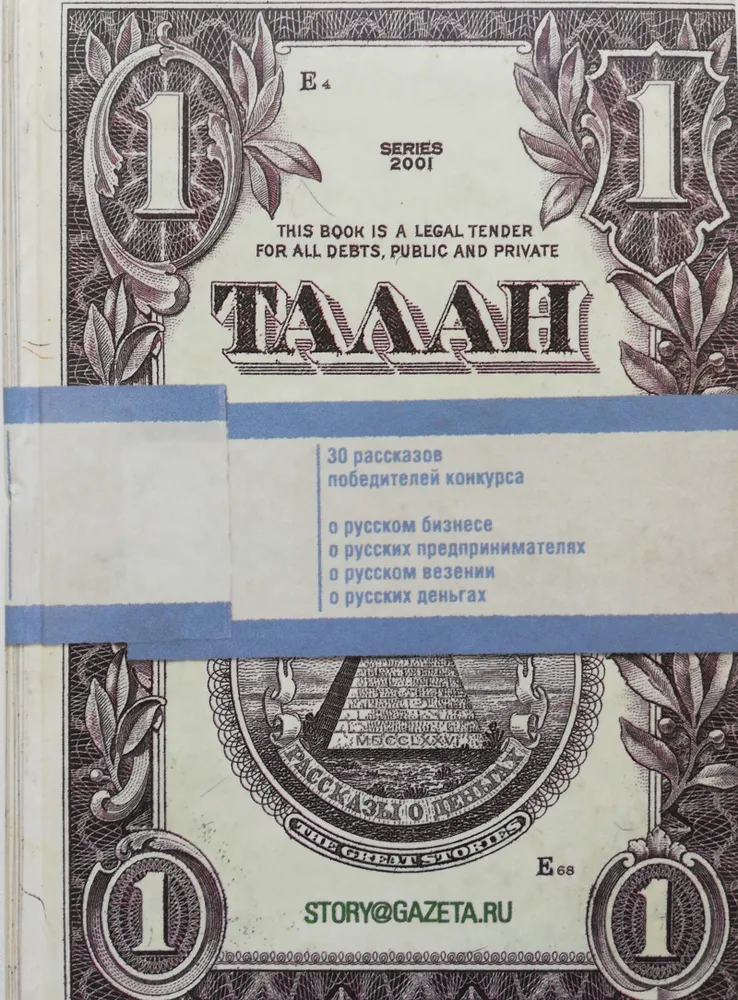 1
1
E 4
SERIES
2001
THIS BOOK IS A LEGAL TENDER
FOR ALL DEBTS, PUBLIC AND PRIVATE
ТАЛАН
30 рассказов
победителей конкурса
о русском бизнесе
о русских предпринимателях
о русском везении
о русских деньгах
MDCCLXXVI
РАССКАЗЫ О ДЕНЬГАХ
THE GREAT STORIES
E 68
STORY@GAZETA.RU
1
1